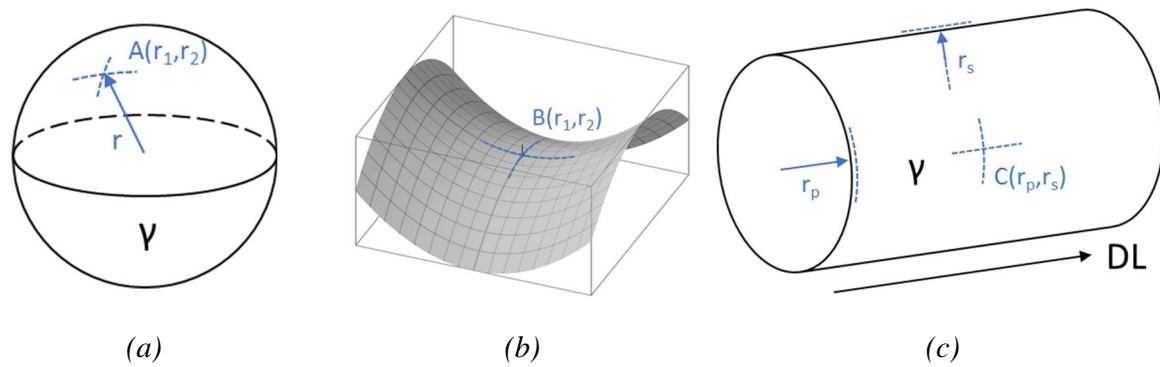 A(r₁,r₂)
r
γ
(a)
B(r₁,r₂)
(b)
rₛ
rₚ
γ
C(rₚ,rₛ)
DL
(c)